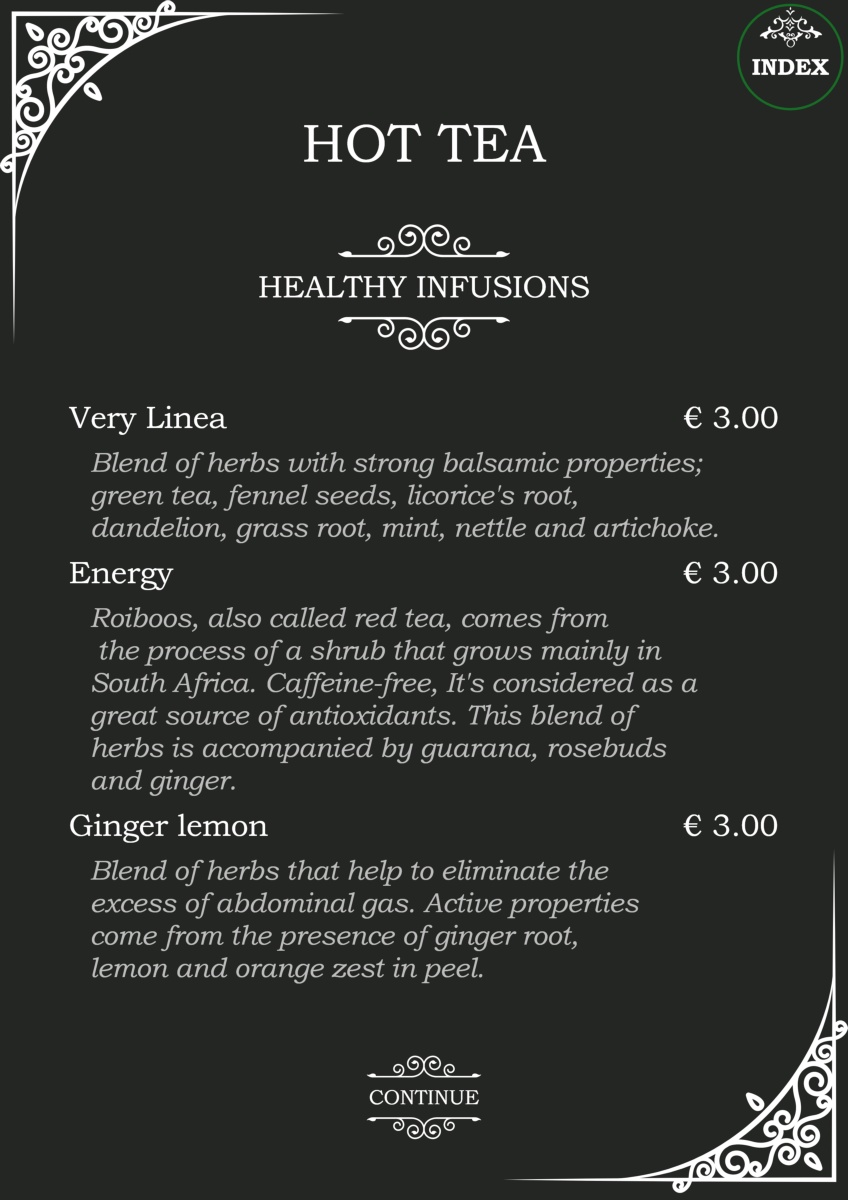 INDEX
HOT TEA
HEALTHY INFUSIONS
Very Linea € 3.00
Blend of herbs with strong balsamic properties;
green tea, fennel seeds, licorice's root,
dandelion, grass root, mint, nettle and artichoke.
Energy € 3.00
Roiboos, also called red tea, comes from
the process of a shrub that grows mainly in
South Africa. Caffeine-free, It's considered as a
great source of antioxidants. This blend of
herbs is accompanied by guarana, rosebuds
and ginger.
Ginger lemon € 3.00
Blend of herbs that help to eliminate the
excess of abdominal gas. Active properties
come from the presence of ginger root,
lemon and orange zest in peel.
CONTINUE